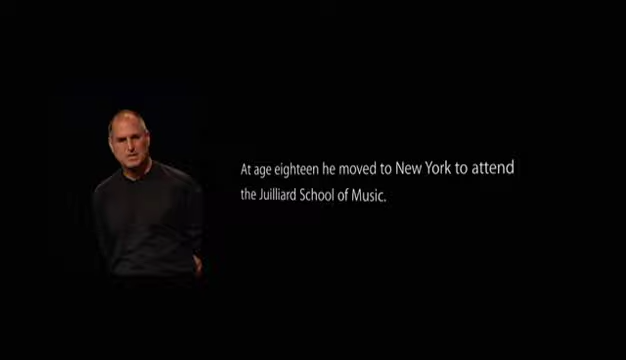 At age eighteen he moved to New York to attend
the Juilliard School of Music.